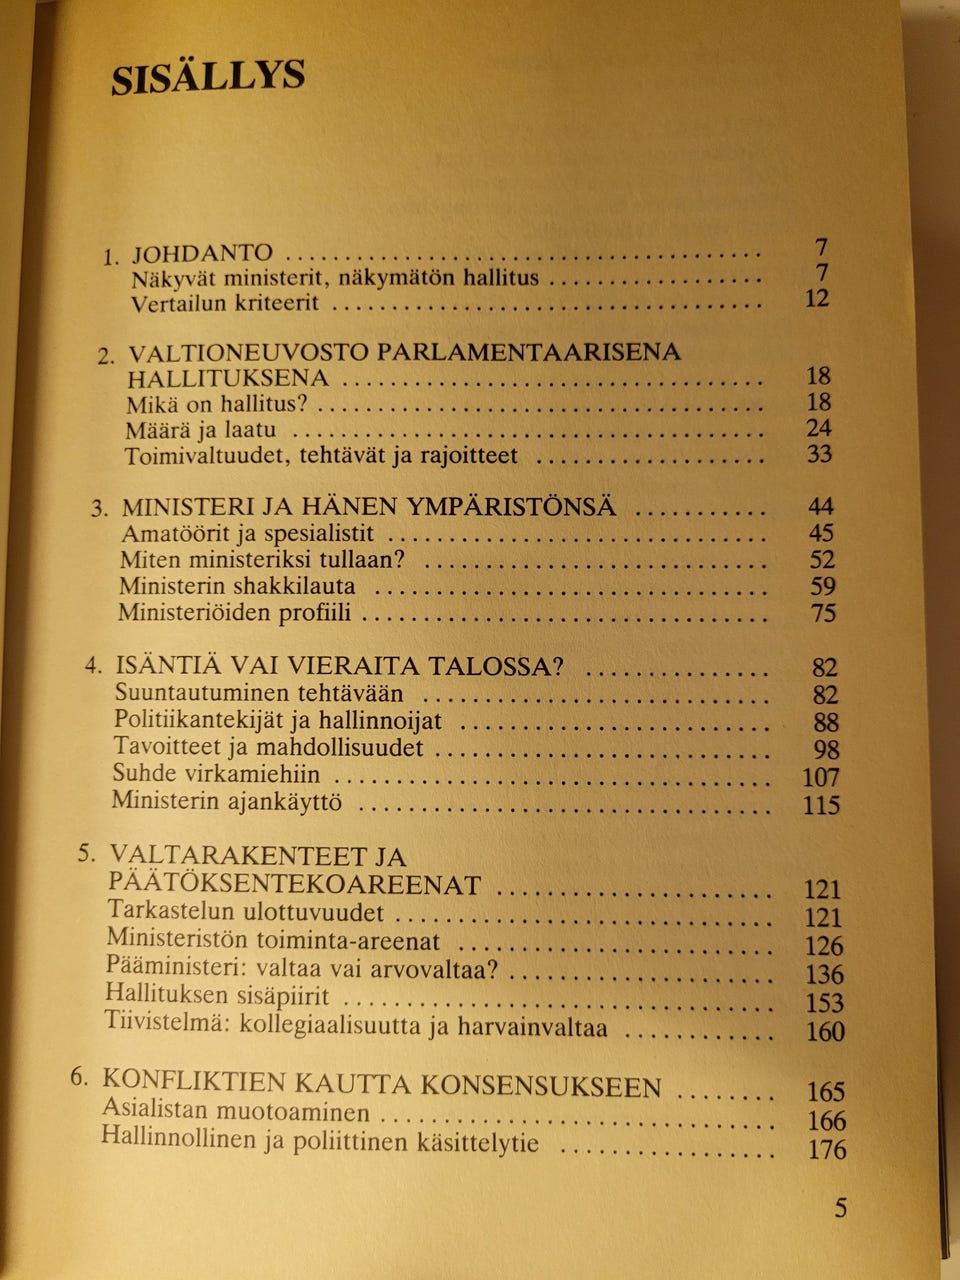 SISÄLLYS
1. JOHDANTO ........................................ 7
Näkyvät ministerit, näkymätön hallitus .................. 7
Vertailun kriteerit .................................... 12
2. VALTIONEUVOSTO PARLAMENTAARISENA
HALLITUKSENA .................................... 18
Mikä on hallitus? ...................................... 18
Määrä ja laatu ........................................ 24
Toimivaltuudet, tehtävät ja rajoitteet .................... 33
3. MINISTERI JA HÄNEN YMPÄRISTÖNSÄ ........... 44
Amatöörit ja spesialistit ................................ 45
Miten ministeriksi tullaan? ............................. 52
Ministerin shakkilauta ................................. 59
Ministeriöiden profiili .................................. 75
4. ISÄNTIÄ VAI VIERAITA TALOSSA? ................ 82
Suuntautuminen tehtävään .............................. 82
Politiikantekijät ja hallinnoijat .......................... 88
Tavoitteet ja mahdollisuudet ............................. 98
Suhde virkamiehiin ..................................... 107
Ministerin ajankäyttö ................................... 115
5. VALTARAKENTEET JA
PÄÄTÖKSENTEKOAREENAT ........................ 121
Tarkastelun ulottuvuudet ................................ 121
Ministeristön toiminta-areenat ........................... 126
Pääministeri: valtaa vai arvovaltaa? ....................... 136
Hallituksen sisäpiirit .................................... 153
Tiivistelmä: kollegiaalisuutta ja harvainvaltaa ............. 160
6. KONFLIKTIEN KAUTTA KONSENSUKSEEN ........ 165
Asialistan muotoaminen ................................. 166
Hallinnollinen ja poliittinen käsittelytie .................. 176
5